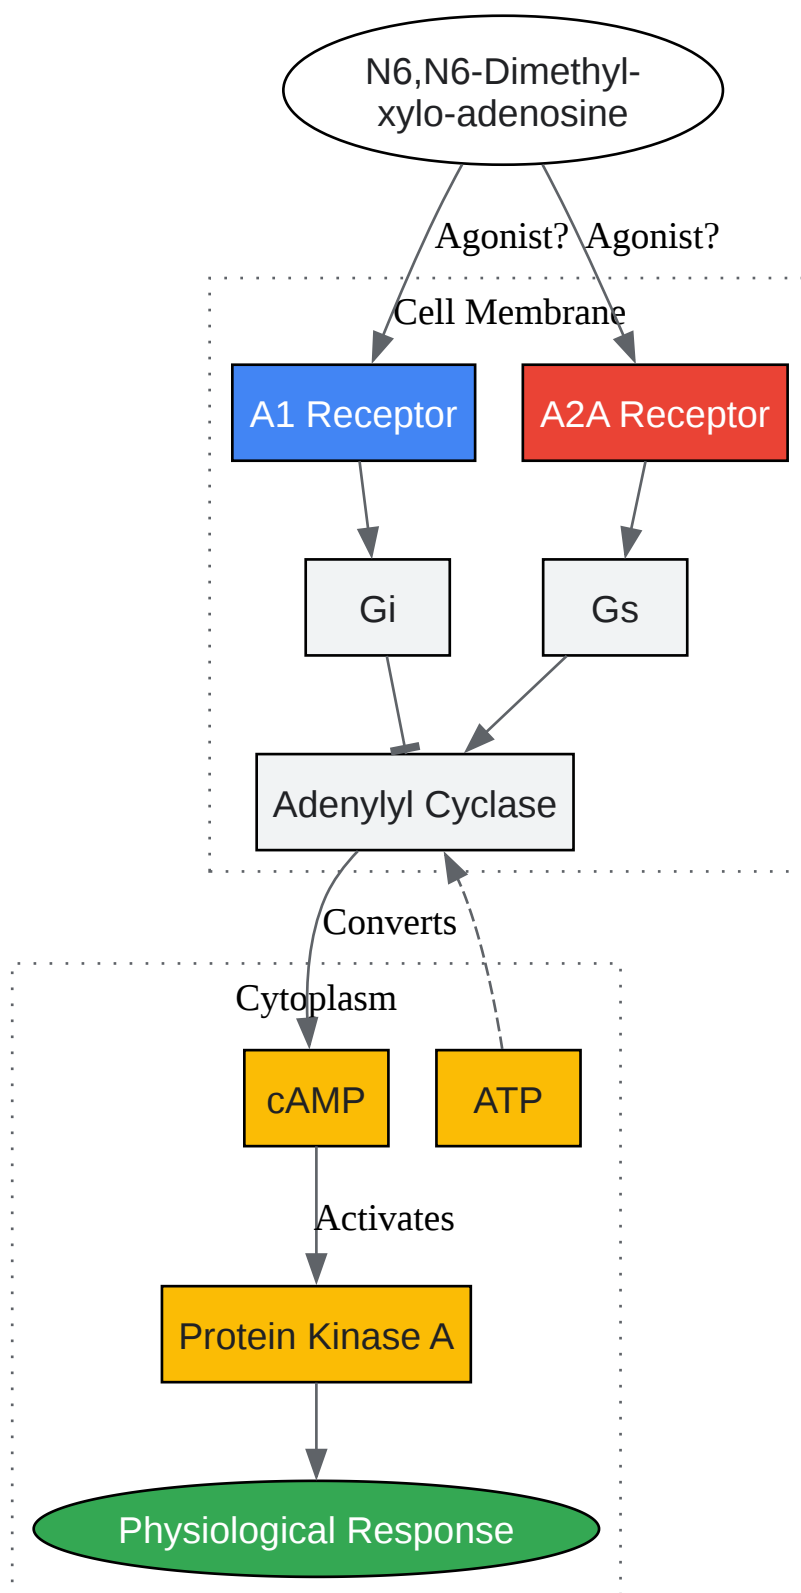 N6,N6-Dimethyl-
xylo-adenosine
Agonist? Agonist?
Cell Membrane
A1 Receptor
A2A Receptor
Gi
Gs
Adenylyl Cyclase
Converts
Cytoplasm
cAMP
ATP
Activates
Protein Kinase A
Physiological Response